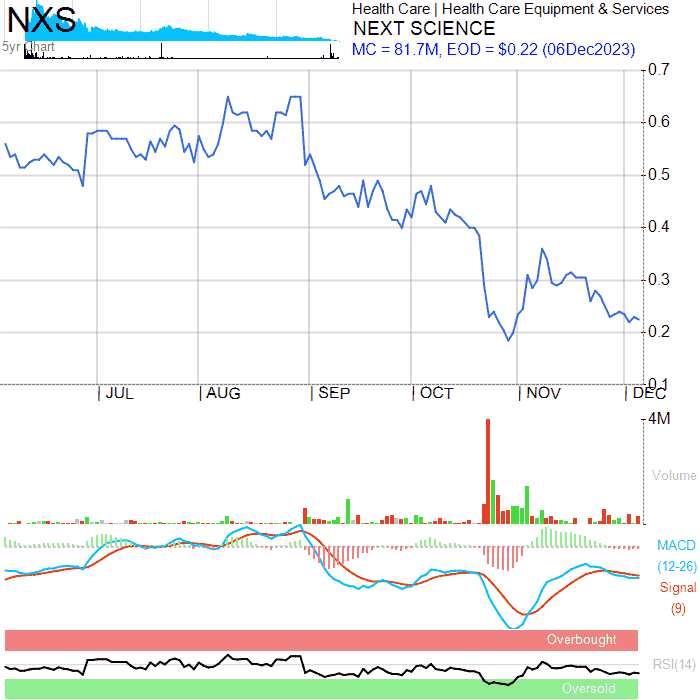 NXS
5yr Chart
Health Care | Health Care Equipment & Services
NEXT SCIENCE
MC = 81.7M, EOD = $0.22 (06Dec2023)
0.7
0.6
0.5
0.4
0.3
0.2
0.1
| JUL | AUG | SEP | OCT | NOV | DEC
4M
Volume
MACD
(12-26)
Signal
(9)
Overbought
RSI(14)
Oversold